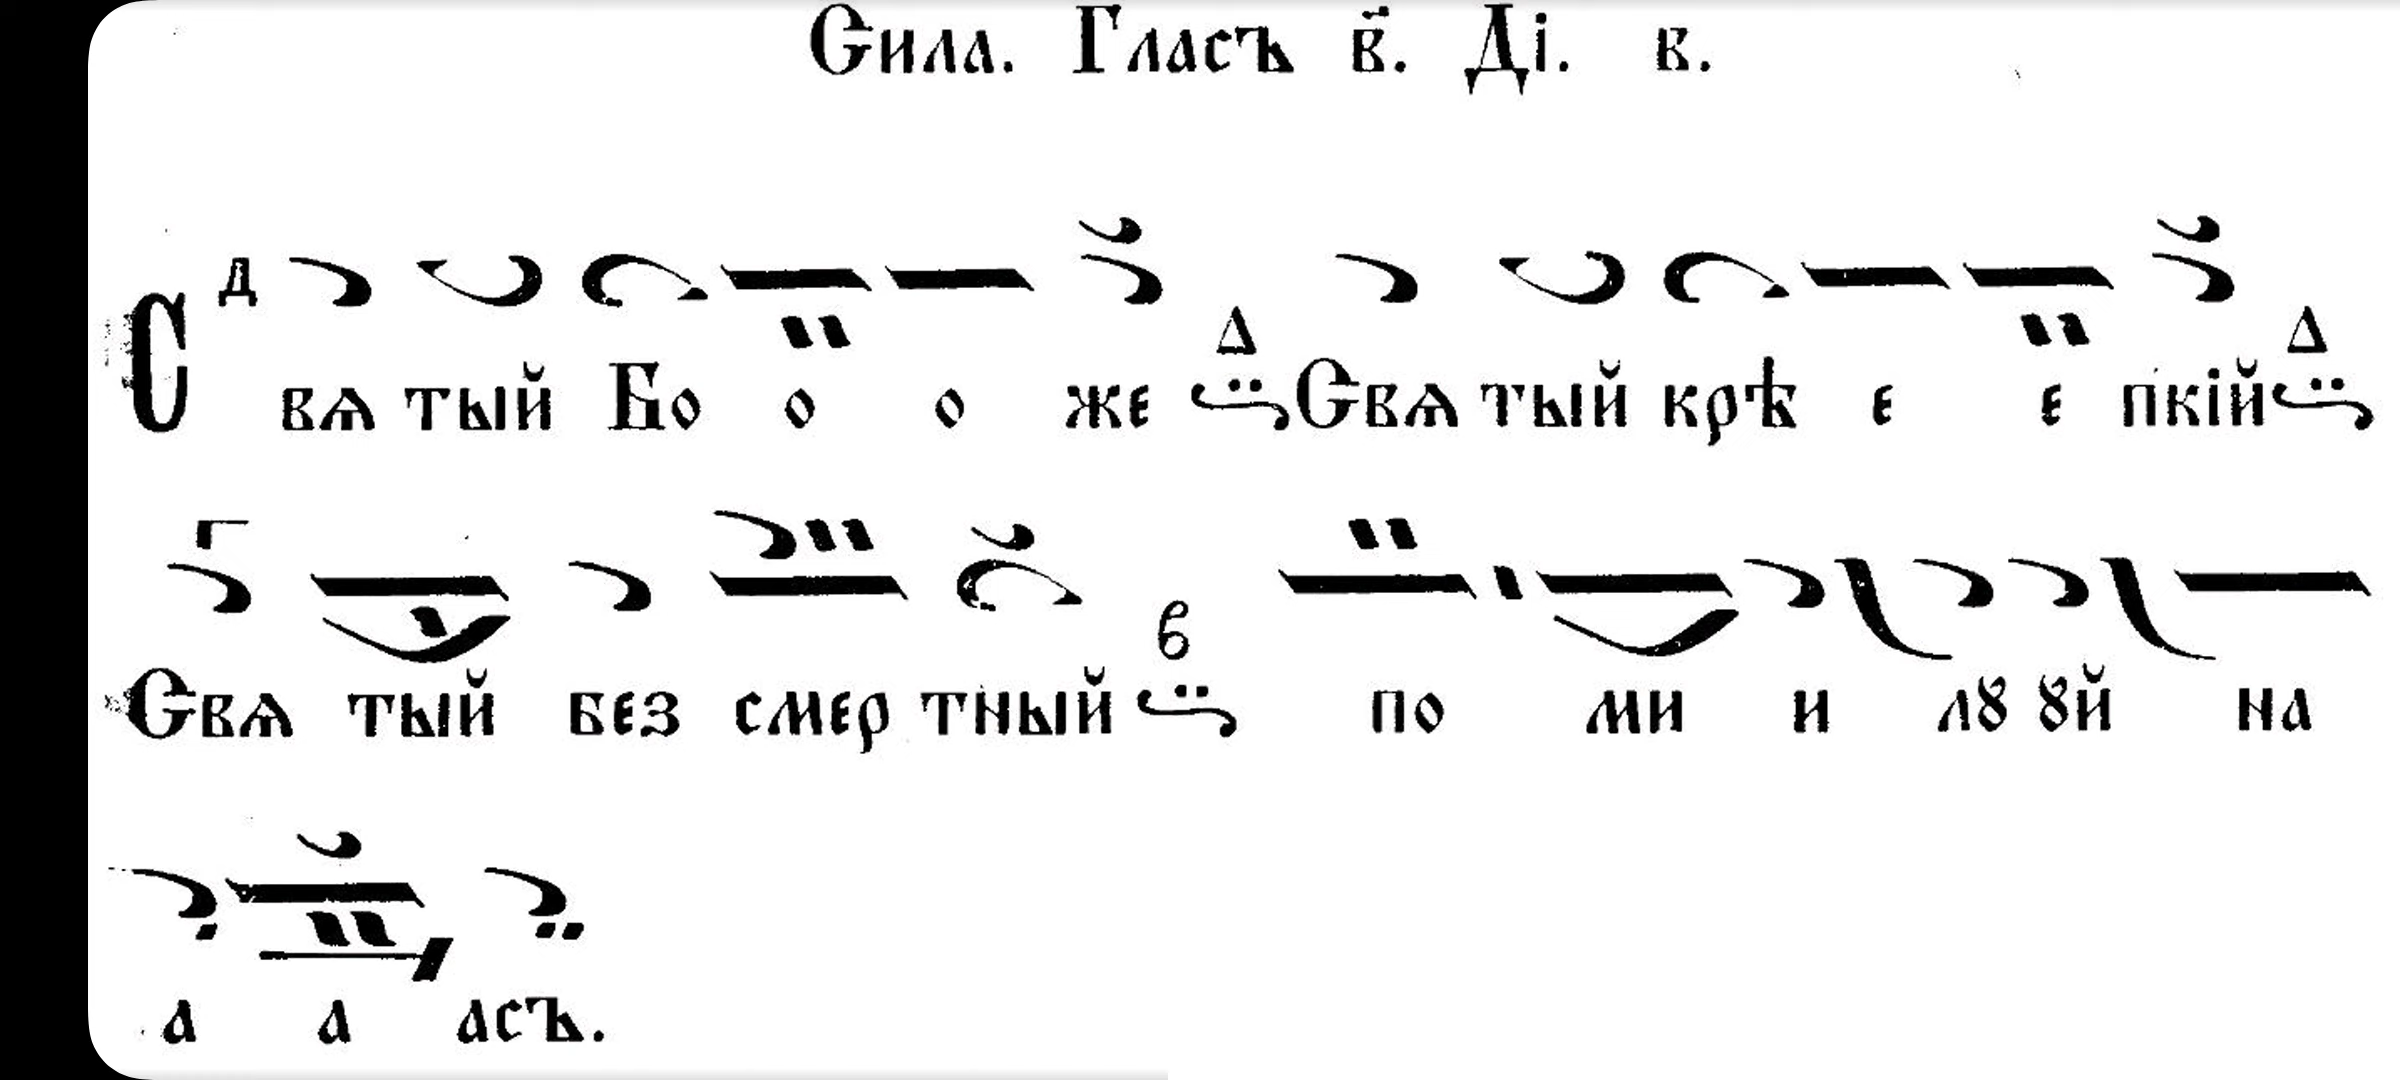 Сила. Гласъ в҃. Ді. в.
д
Свѧ тый Бо о о же Δ Свѧ тый крѣ е е пкій Δ
Г
Свѧ тый без смер тный в по ми и лꙋ ꙋй на
а а асъ.